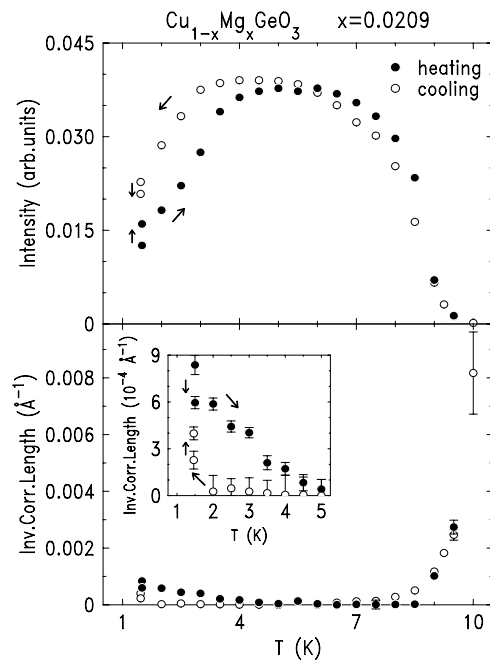 Cu1-xMgxGeO3 x=0.0209
0.045
0.030
0.015
0
Intensity (arb.units)
heating
cooling
0.008
0.006
0.004
0.002
0
Inv.Corr.Length (Å-1)
9
6
3
0
Inv.Corr.Length (10-4 Å-1)
1 2 3 4 5
T (K)
1 4 7 10
T (K)